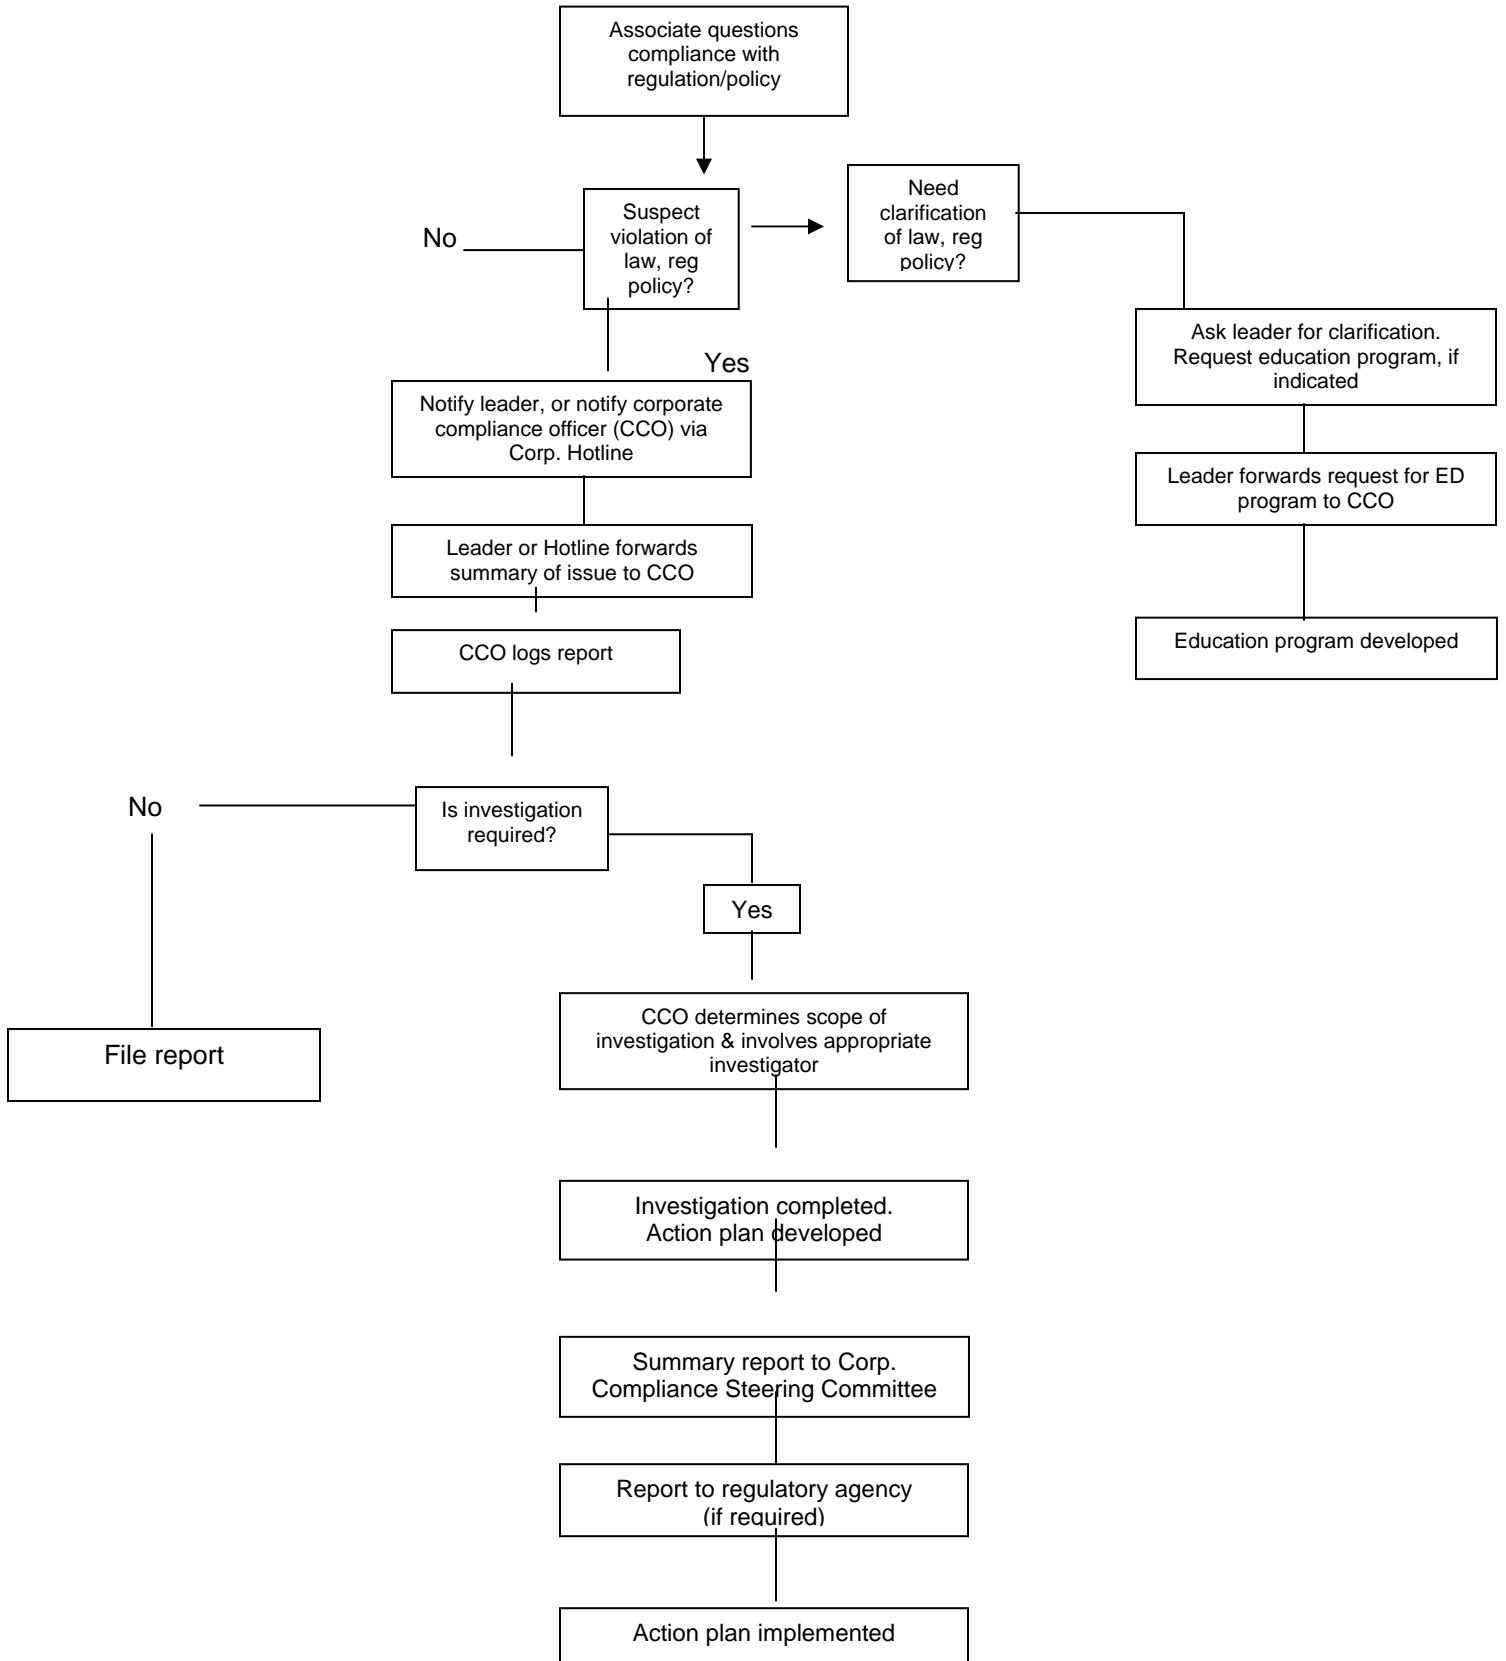 Associate questions
compliance with
regulation/policy
Suspect
violation of
law, reg
policy?
Need
clarification
of law, reg
policy?
No
Yes
Ask leader for clarification.
Request education program, if
indicated
Notify leader, or notify corporate
compliance officer (CCO) via
Corp. Hotline
Leader forwards request for ED
program to CCO
Leader or Hotline forwards
summary of issue to CCO
Education program developed
CCO logs report
No
Is investigation
required?
Yes
File report
CCO determines scope of
investigation & involves appropriate
investigator
Investigation completed.
Action plan developed
Summary report to Corp.
Compliance Steering Committee
Report to regulatory agency
(if required)
Action plan implemented